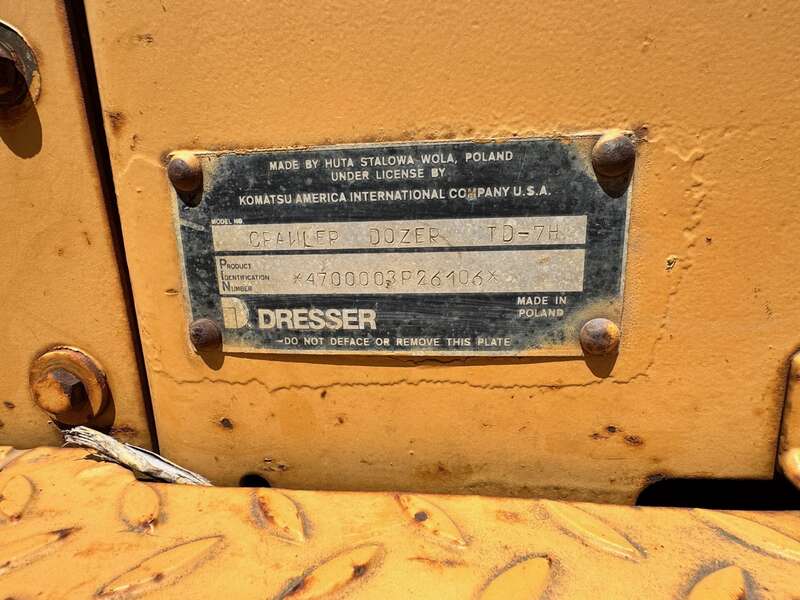 MADE BY HUTA STALOWA WOLA, POLAND
UNDER LICENSE BY
KOMATSU AMERICA INTERNATIONAL COMPANY U.S.A.
MODEL NO
CRAWLER DOZER TD-7H
PRODUCT
IDENTIFICATION
NUMBER
*4700003P26106*
DRESSER
MADE IN
POLAND
DO NOT DEFACE OR REMOVE THIS PLATE